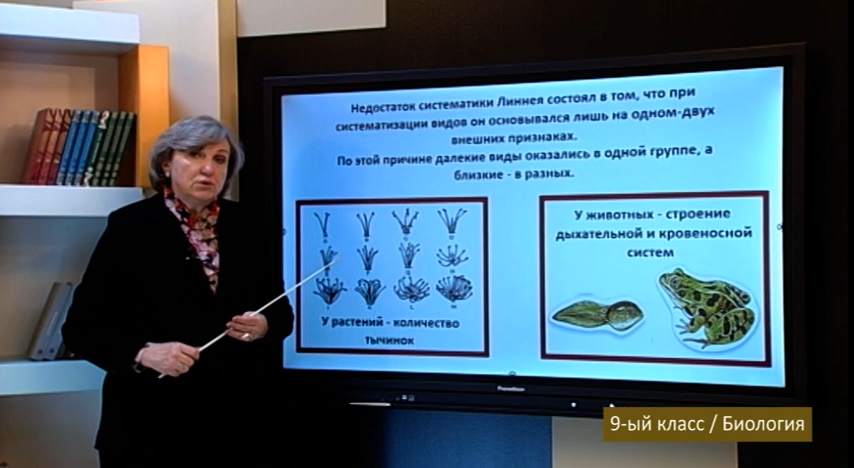 Недостаток систематики Линнея состоял в том, что при
систематизации видов он основывался лишь на одном-двух
внешних признаках.
По этой причине далекие виды оказались в одной группе, а
близкие - в разных.
У растений - количество
тычинок
У животных - строение
дыхательной и кровеносной
систем
Promethean
9-ый класс / Биология